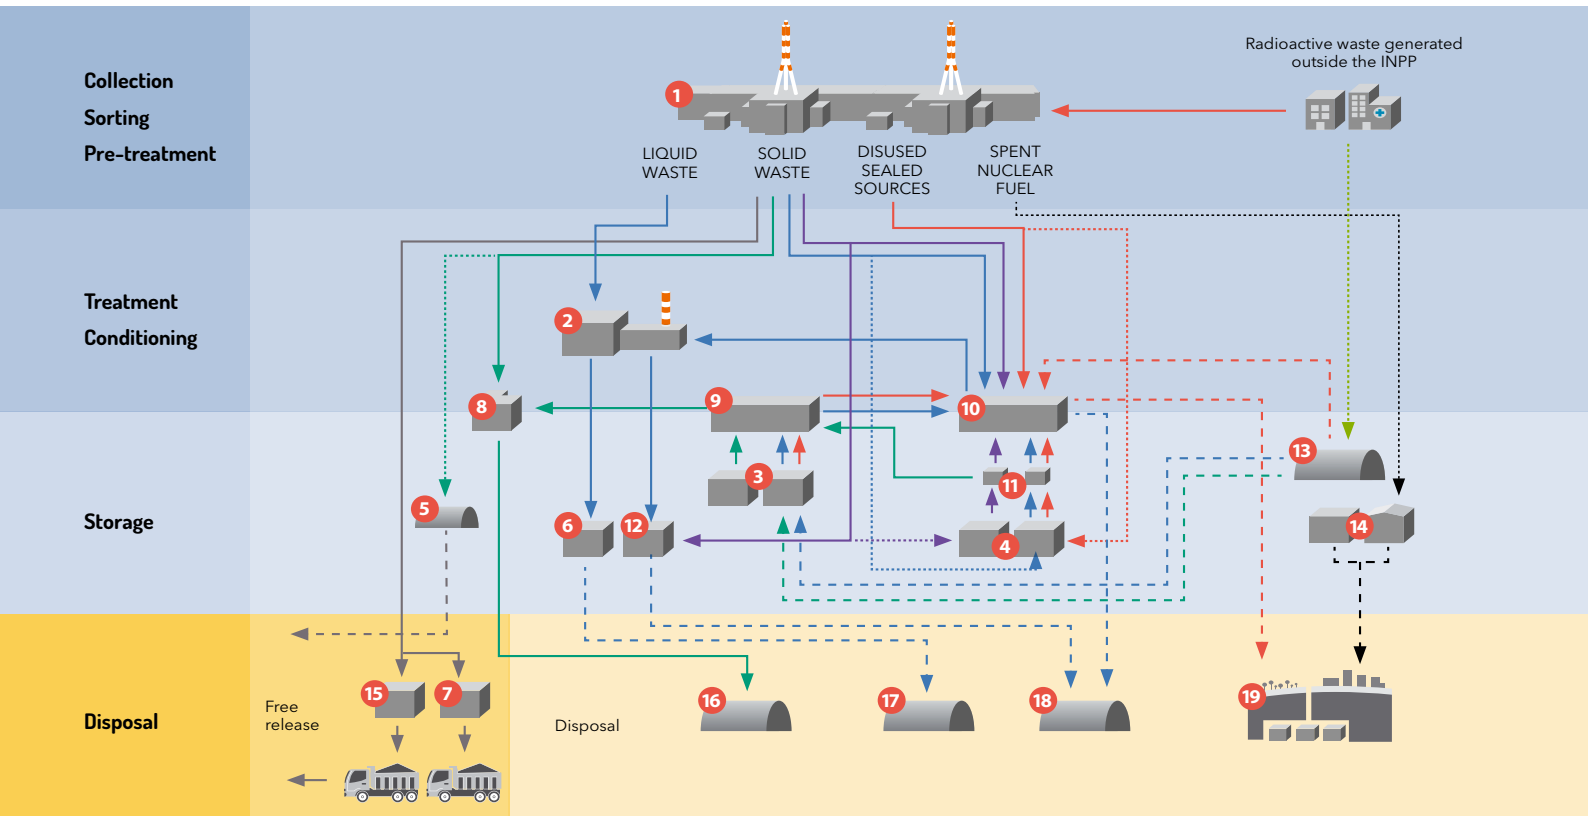 Collection
Sorting
Pre-treatment
Radioactive waste generated
outside the INPP
1
LIQUID
WASTE
SOLID
WASTE
DISUSED
SEALED
SOURCES
SPENT
NUCLEAR
FUEL
Treatment
Conditioning
2
8
9
10
Storage
3
11
13
5
6
12
4
14
Disposal
Free
release
15
7
Disposal
16
17
18
19